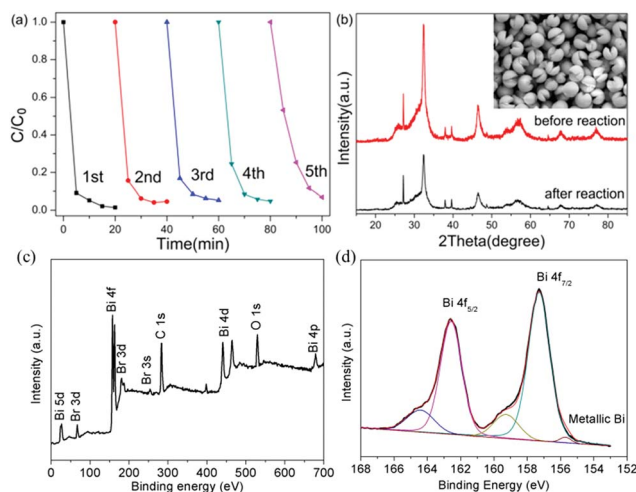 (a)
1.0
0.8
0.6
0.4
0.2
0.0
C/C0
1st
2nd
3rd
4th
5th
0 20 40 60 80 100
Time(min)
(b)
Intensity(a.u.)
before reaction
after reaction
20 30 40 50 60 70 80
2Theta(degree)
(c)
Intensity (a.u.)
Bi 5d
Br 3d
Bi 4f
Br 3d
Br 3s
C 1s
Bi 4d
O 1s
Bi 4p
0 100 200 300 400 500 600 700
Binding energy (eV)
(d)
Intensity (a.u.)
Bi 4f7/2
Bi 4f5/2
Metallic Bi
168 166 164 162 160 158 156 154 152
Binding Energy (eV)